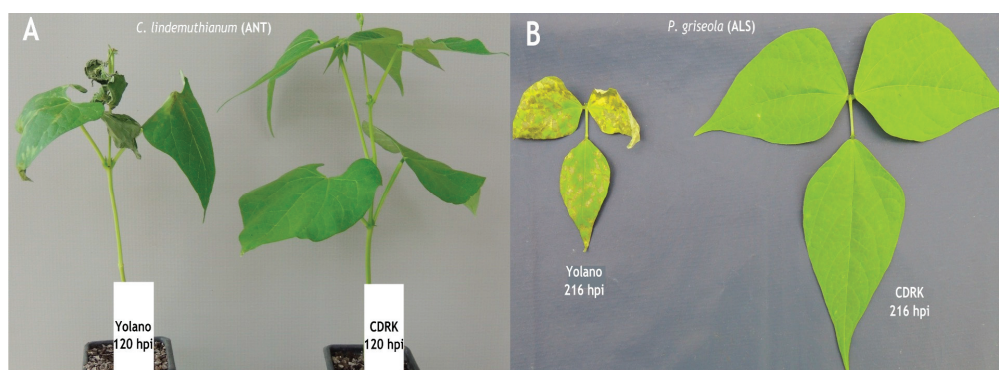 A
C. lindemuthianum (ANT)
Yolano
120 hpi
CDRK
120 hpi
B
P. griseola (ALS)
Yolano
216 hpi
CDRK
216 hpi